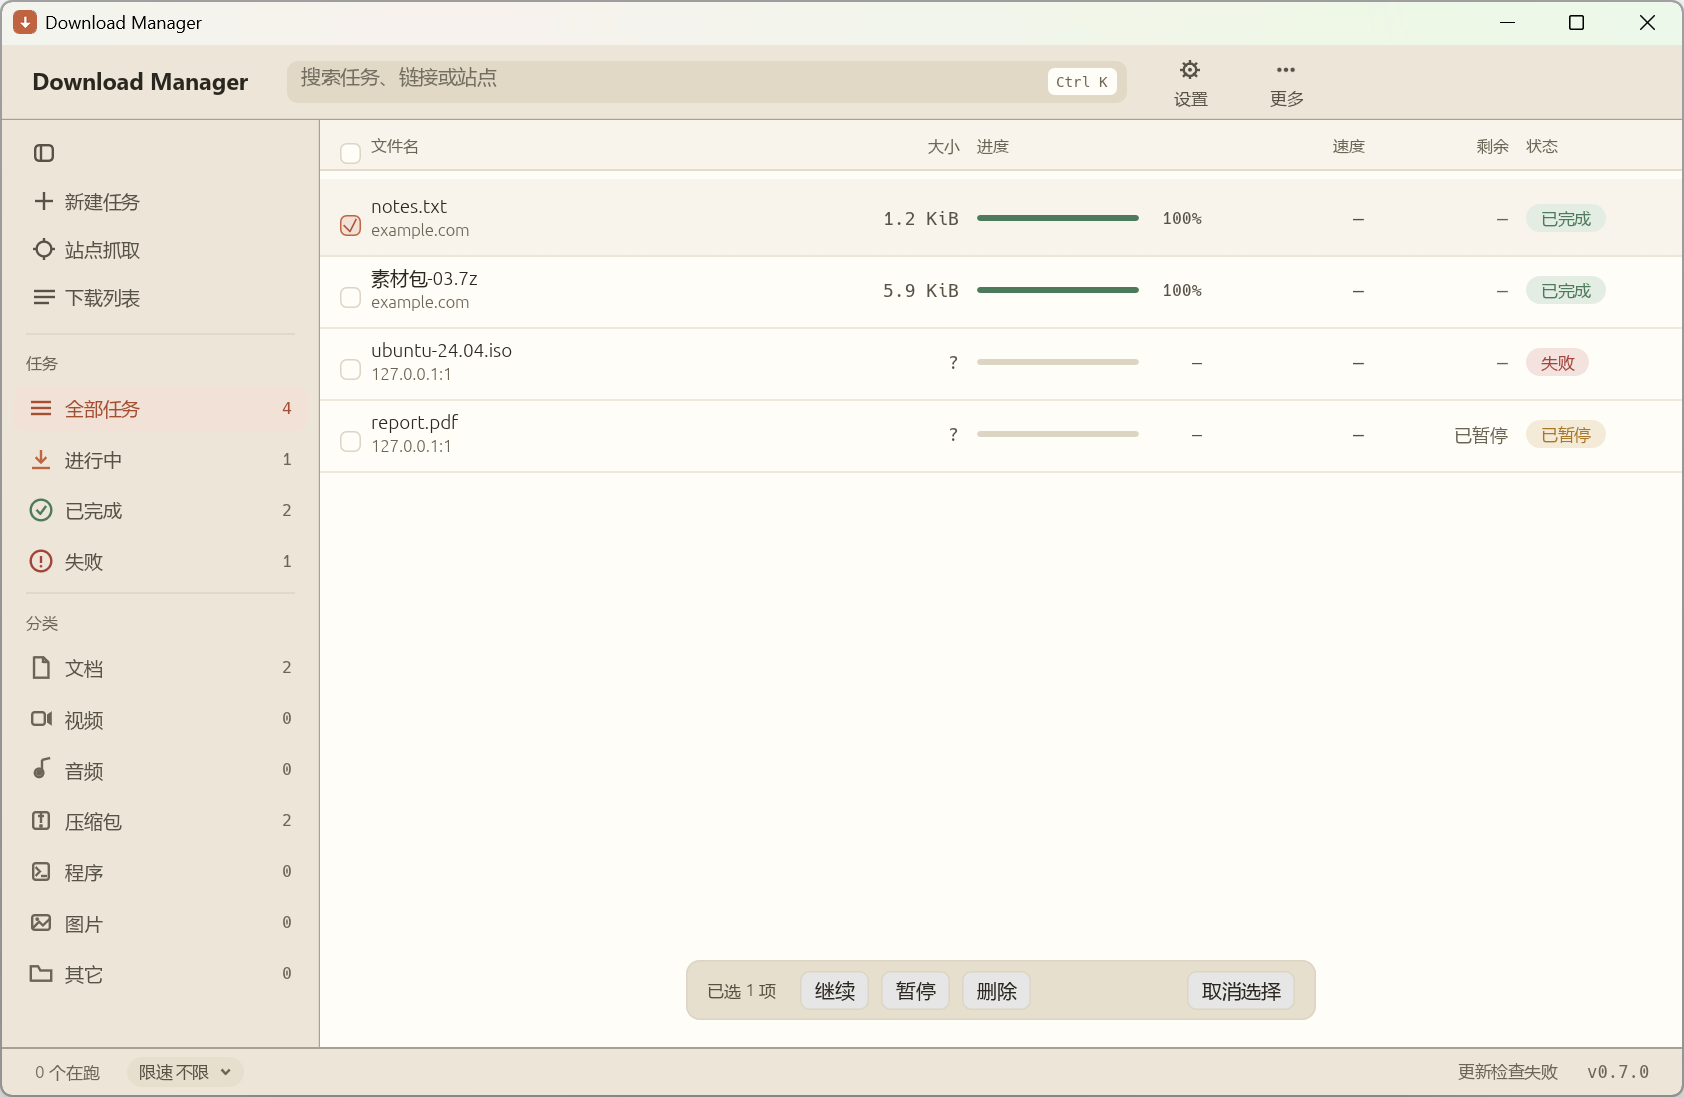 Download Manager
Download Manager
搜索任务、链接或站点
Ctrl K
设置
更多
新建任务
站点抓取
下载列表
任务
全部任务 4
进行中 1
已完成 2
失败 1
分类
文档 2
视频 0
音频 0
压缩包 2
程序 0
图片 0
其它 0
文件名 大小 进度 速度 剩余 状态
notes.txt
example.com
1.2 KiB 100% — — 已完成
素材包-03.7z
example.com
5.9 KiB 100% — — 已完成
ubuntu-24.04.iso
127.0.0.1:1
? — — — 失败
report.pdf
127.0.0.1:1
? — — 已暂停 已暂停
已选 1 项 继续 暂停 删除 取消选择
0 个在跑 限速 不限 更新检查失败 v0.7.0